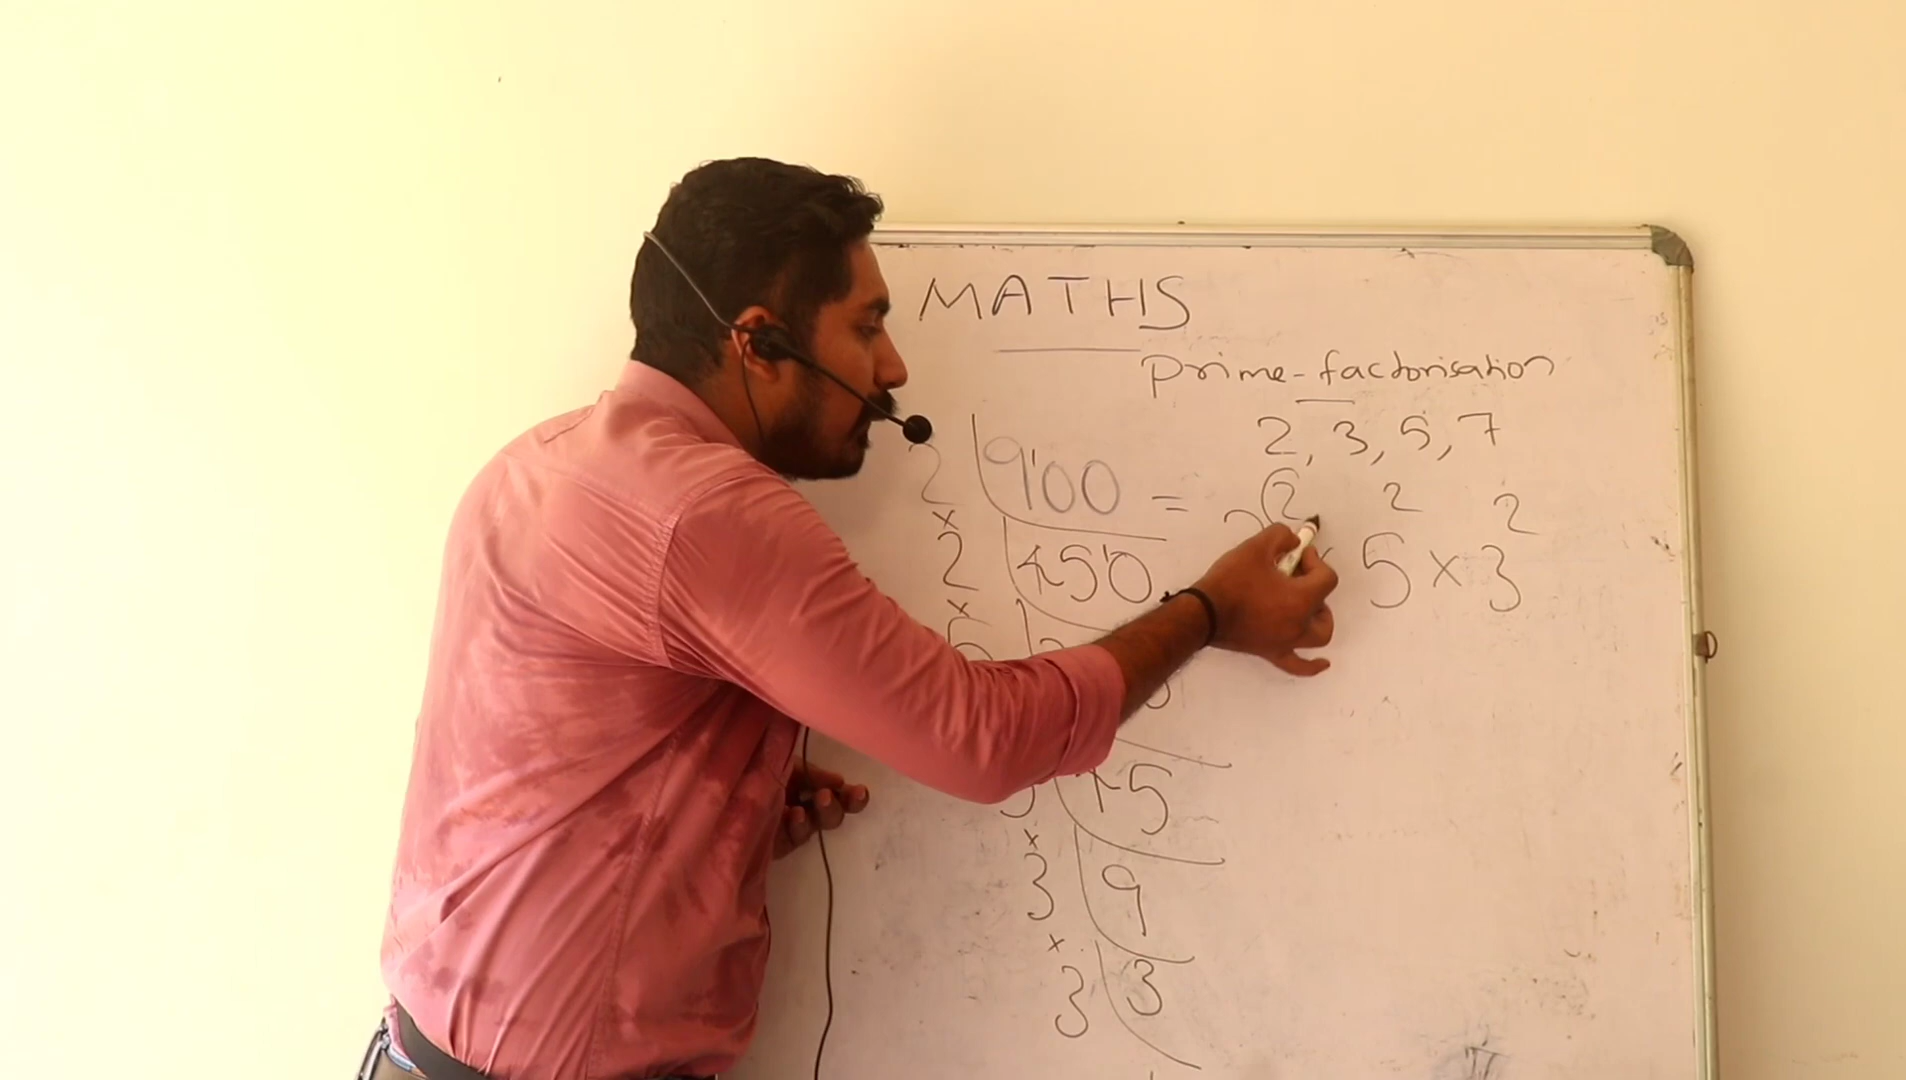 MATHS
prime-factorisation
2, 3, 5, 7
2 900 = 2² × 5² × 3²
×
2 450
×
5
45
×
3 9
×
3 3